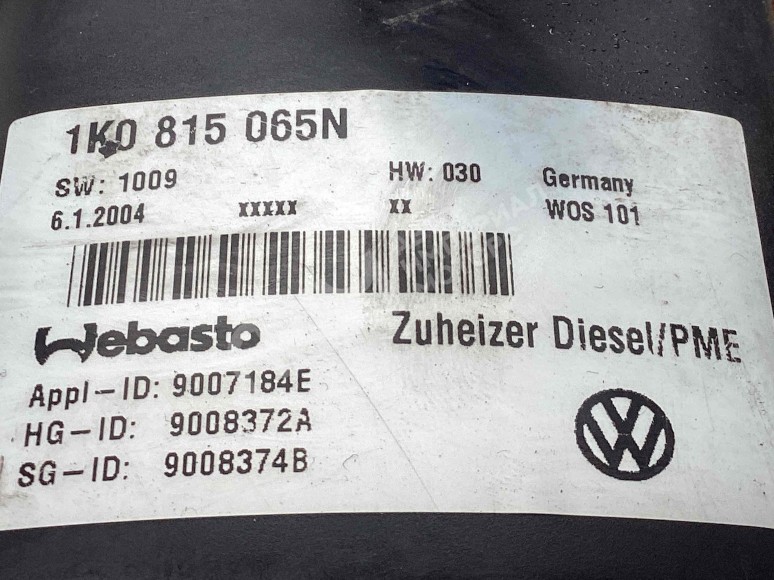 1K0 815 065N
SW: 1009 HW: 030 Germany
6.1.2004 XXXXX XX WOS 101
Webasto Zuheizer Diesel/PME
Appl-ID: 9007184E
HG-ID: 9008372A
SG-ID: 9008374B